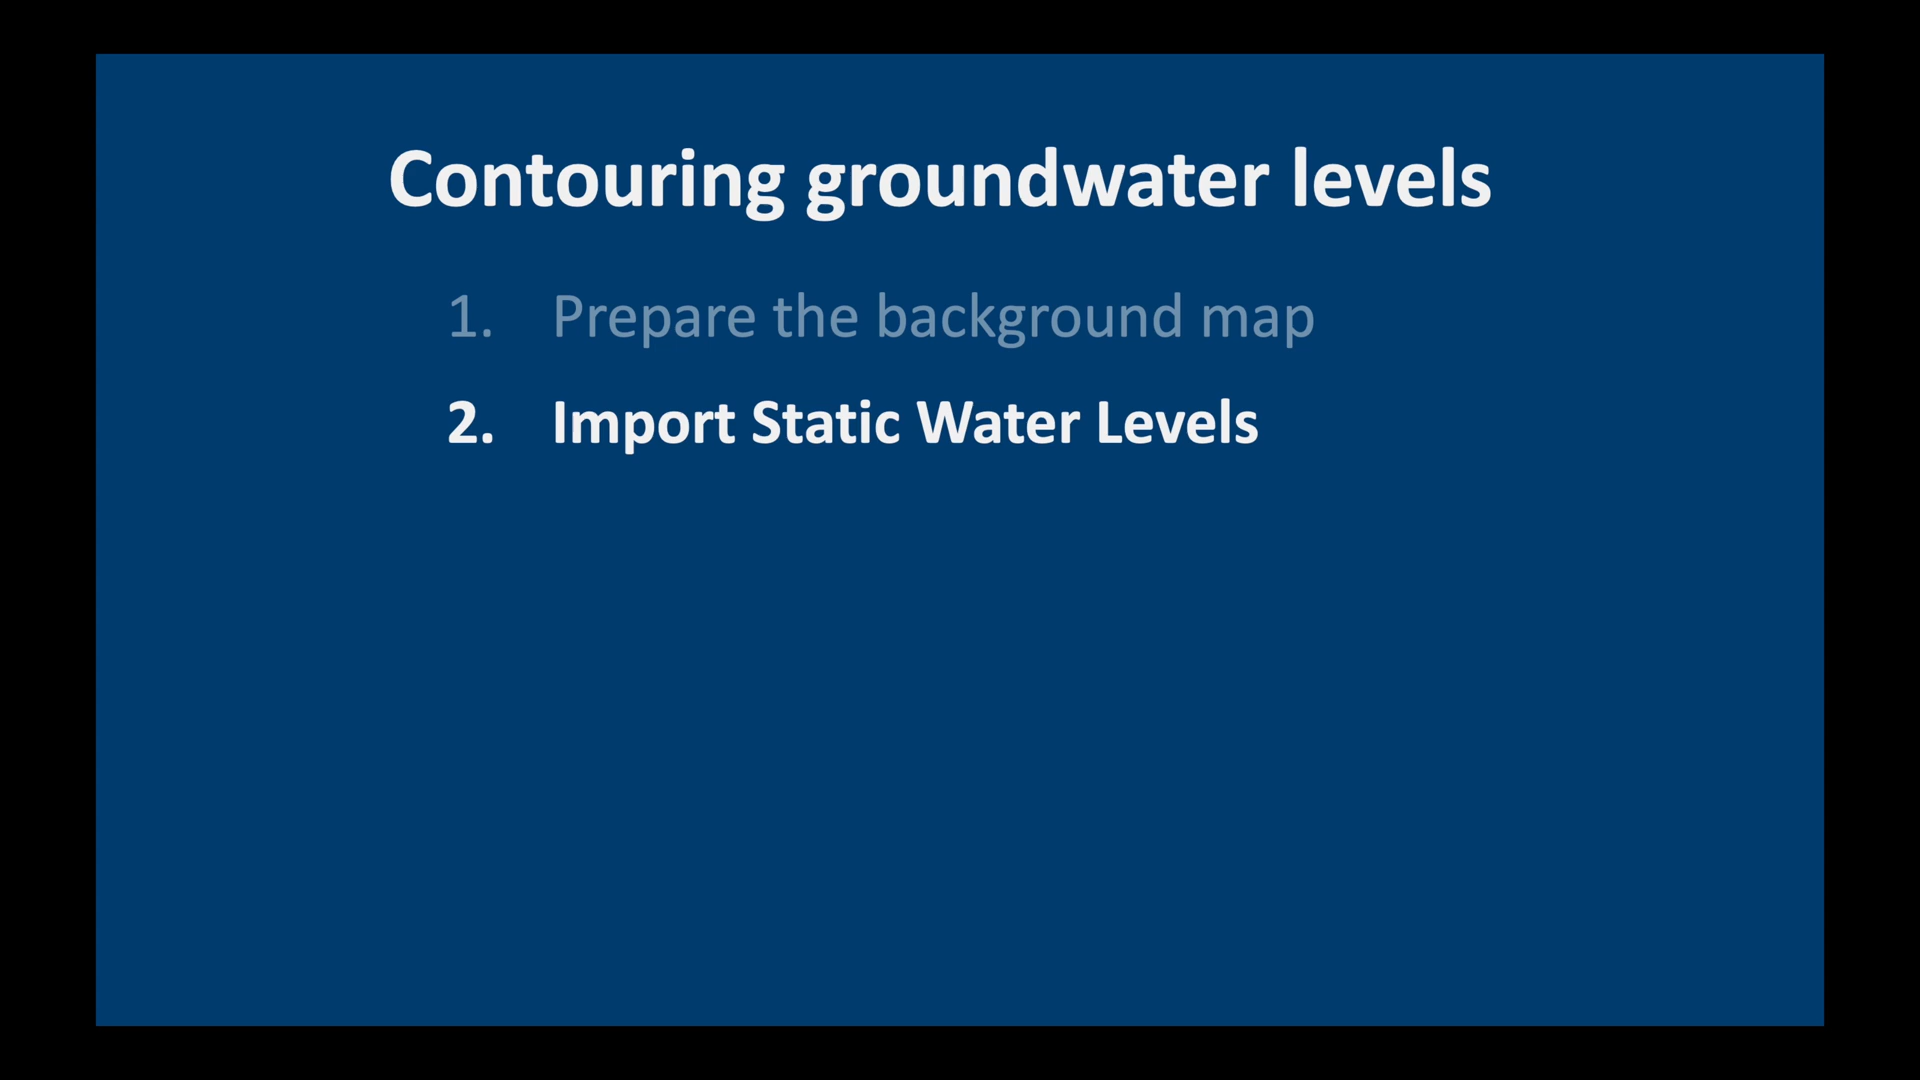 Contouring groundwater levels
1. Prepare the background map
2. Import Static Water Levels